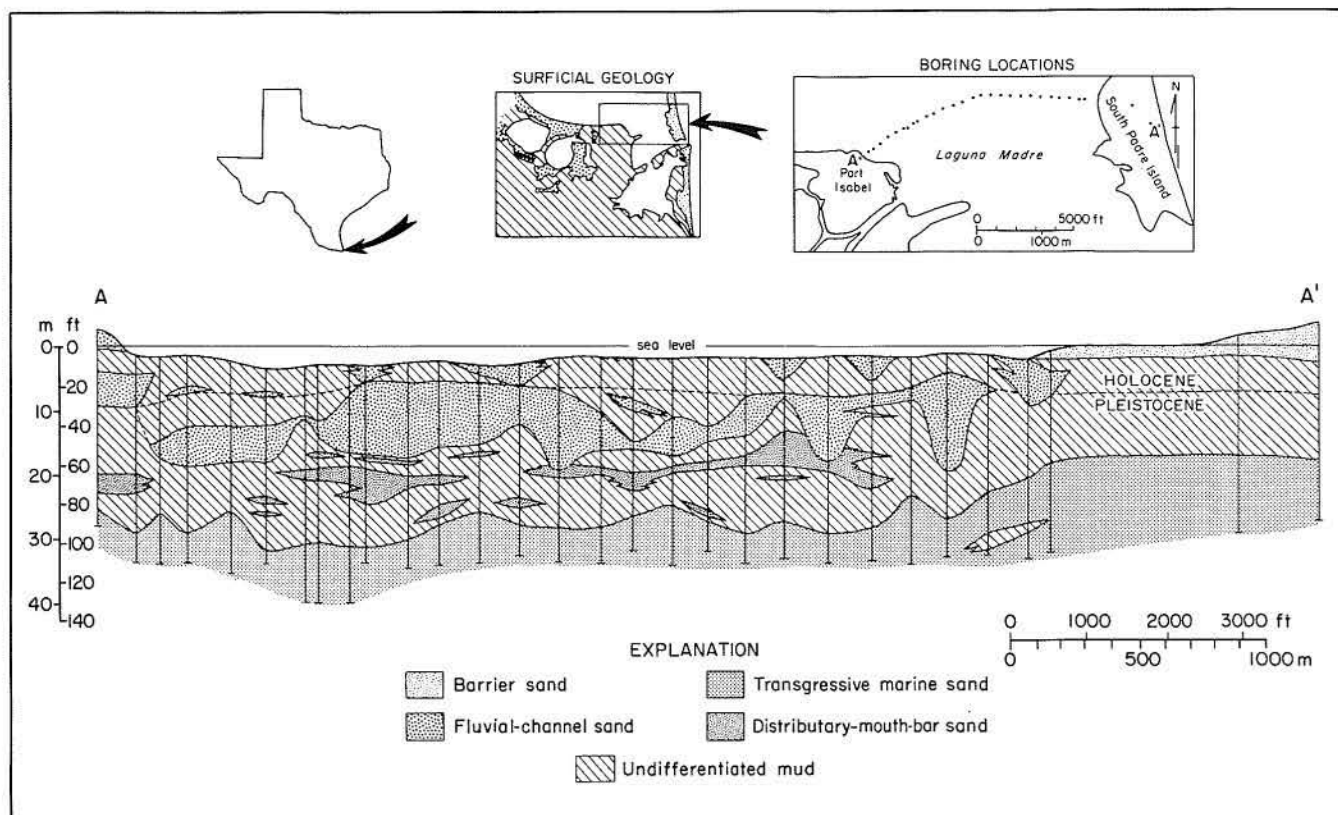 SURFICIAL GEOLOGY
BORING LOCATIONS
N
A'
South Padre Island
Laguna Madre
A
Port
Isabel
0 5000 ft
0 1000 m
A A'
m ft
0 0
sea level
20
10
40
60
20
80
30 100
120
40 140
HOLOCENE
PLEISTOCENE
0 1000 2000 3000 ft
0 500 1000 m
EXPLANATION
Barrier sand
Transgressive marine sand
Fluvial-channel sand
Distributary-mouth-bar sand
Undifferentiated mud